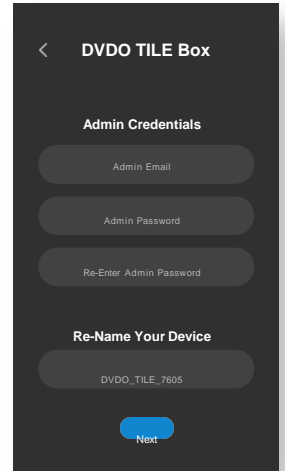 DVDO TILE Box
Admin Credentials
Admin Email
Admin Password
Re-Enter Admin Password
Re-Name Your Device
DVDO_TILE_7605
Next